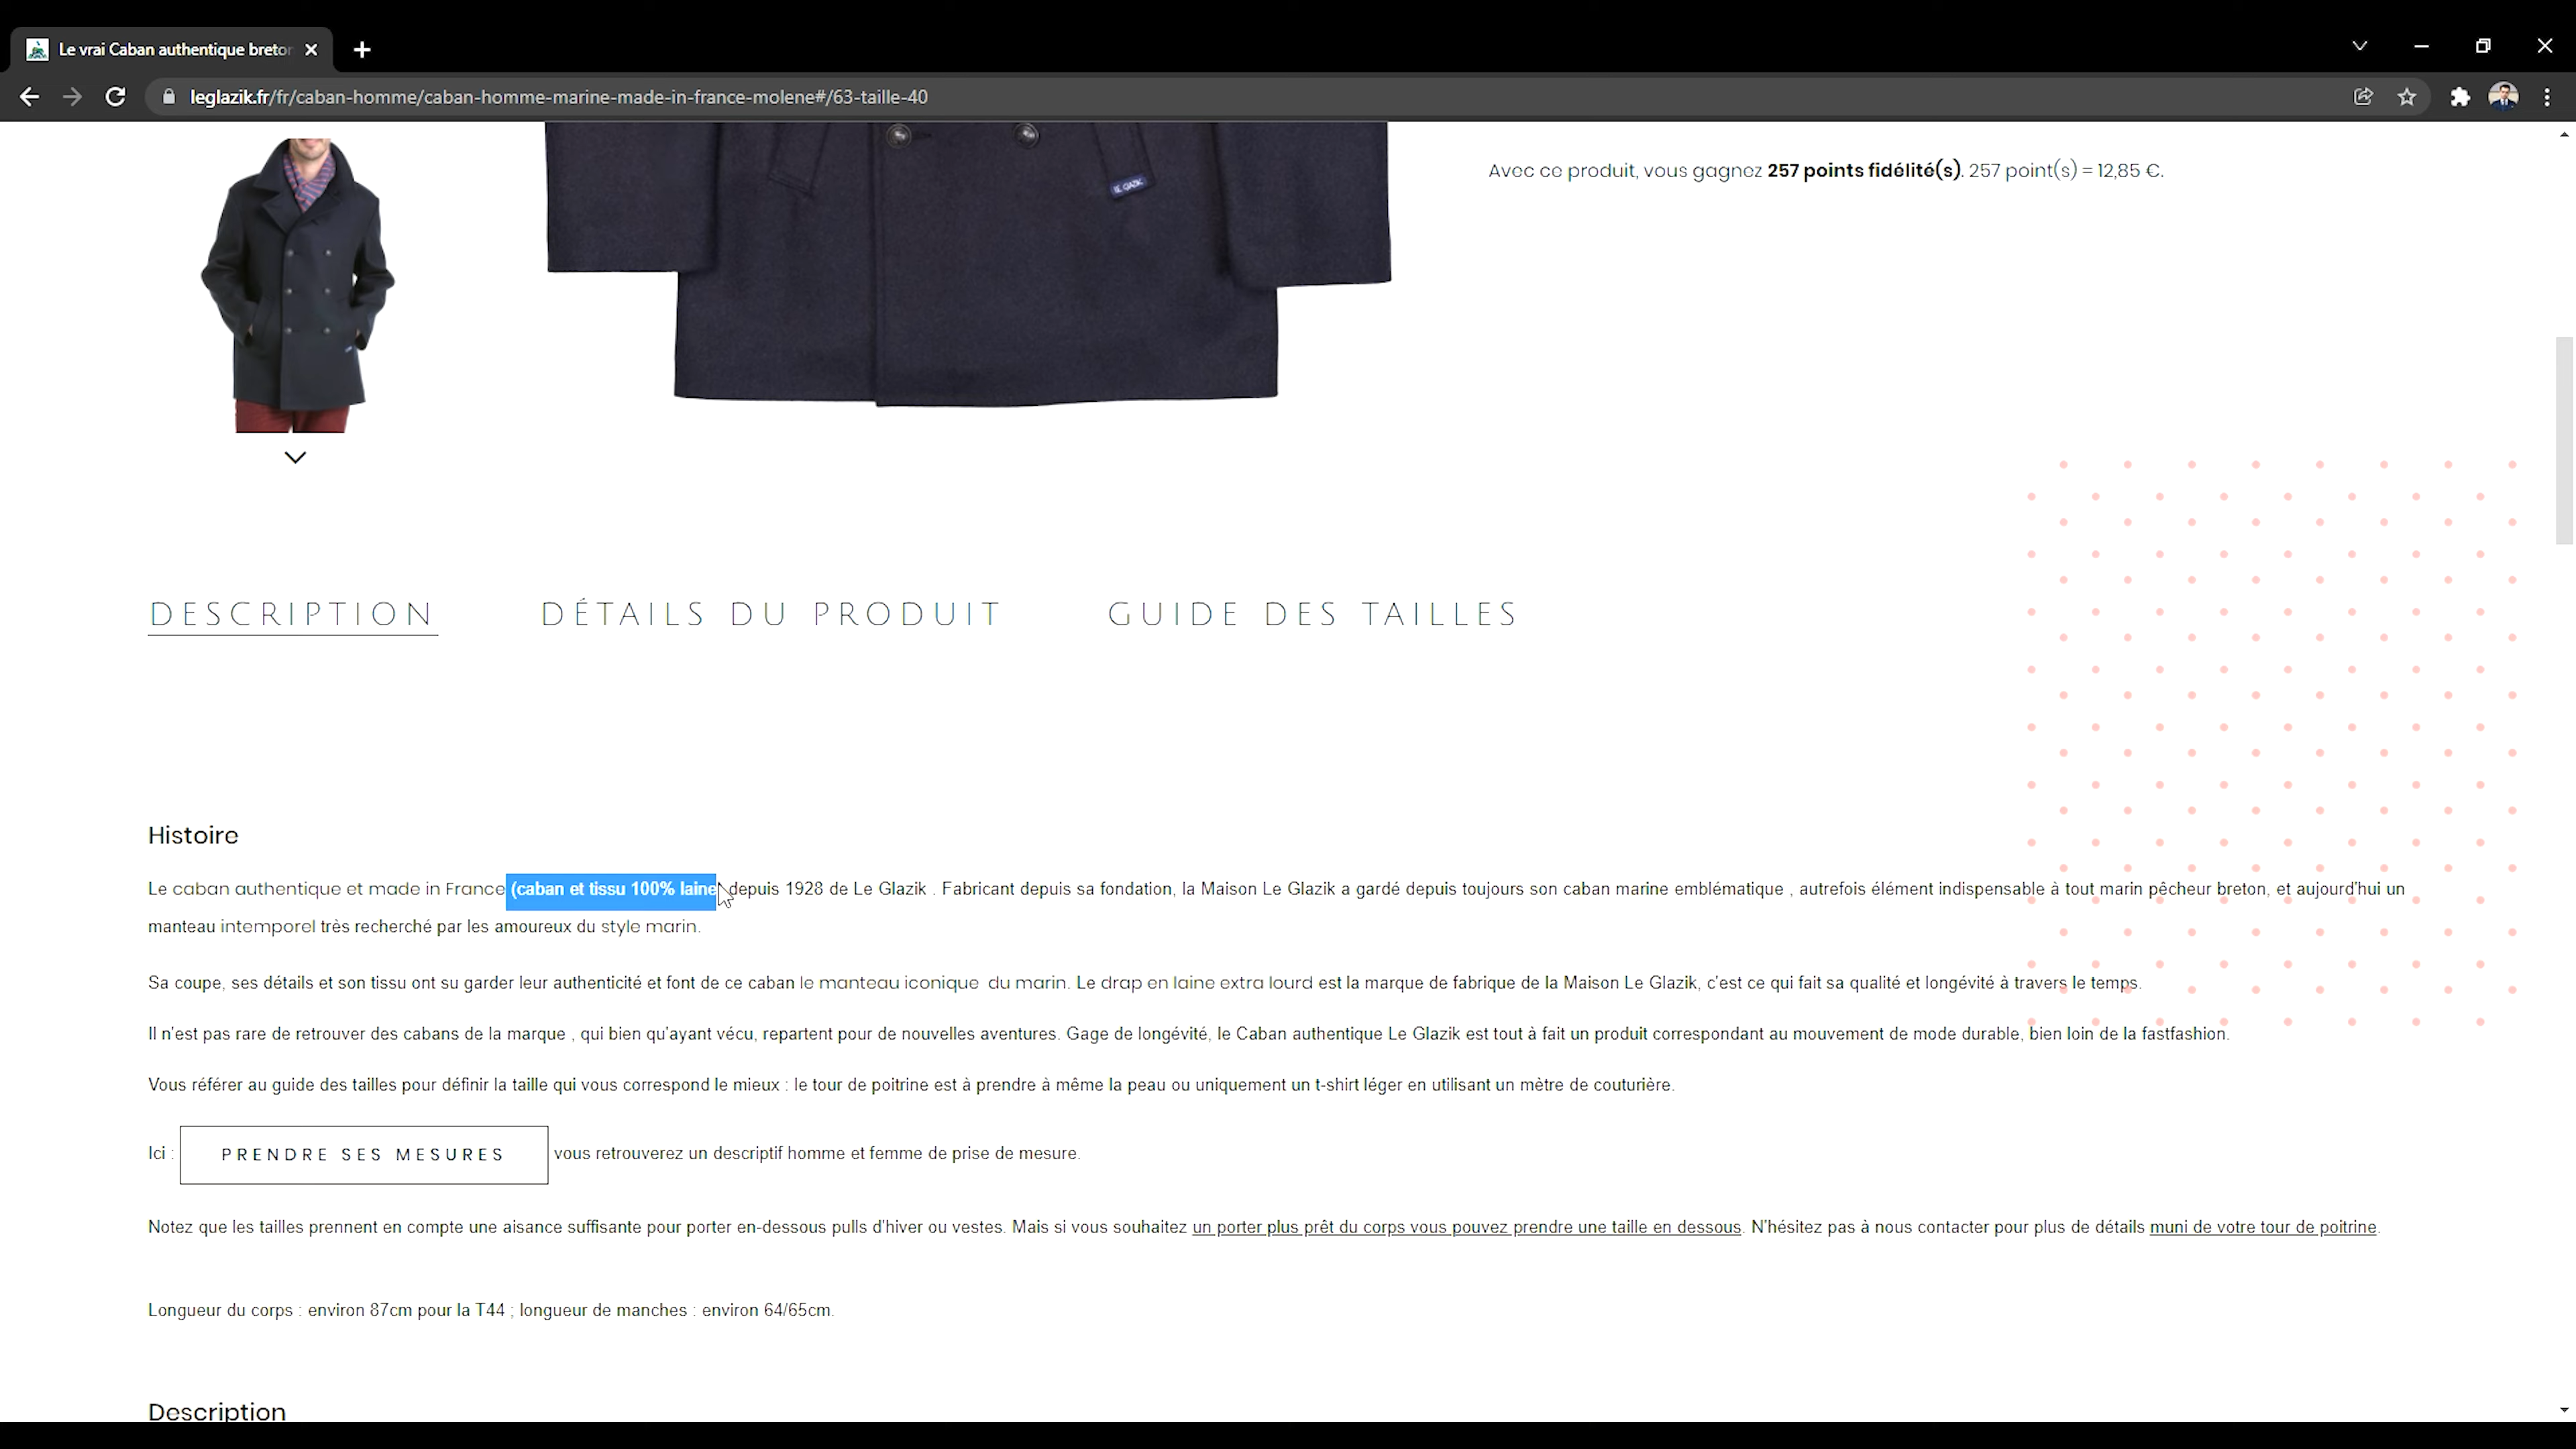 Le vrai Caban authentique breton
leglazik.fr/fr/caban-homme/caban-homme-marine-made-in-france-molene#/63-taille-40
LE GLAZIK
Avec ce produit, vous gagnez 257 points fidélité(s). 257 point(s) = 12,85 €.
DESCRIPTION DÉTAILS DU PRODUIT GUIDE DES TAILLES
Histoire
Le caban authentique et made in France (caban et tissu 100% laine) depuis 1928 de Le Glazik . Fabricant depuis sa fondation, la Maison Le Glazik a gardé depuis toujours son caban marine emblématique , autrefois élément indispensable à tout marin pêcheur breton, et aujourd'hui un
manteau intemporel très recherché par les amoureux du style marin.
Sa coupe, ses détails et son tissu ont su garder leur authenticité et font de ce caban le manteau iconique du marin. Le drap en laine extra lourd est la marque de fabrique de la Maison Le Glazik, c'est ce qui fait sa qualité et longévité à travers le temps.
Il n'est pas rare de retrouver des cabans de la marque , qui bien qu'ayant vécu, repartent pour de nouvelles aventures. Gage de longévité, le Caban authentique Le Glazik est tout à fait un produit correspondant au mouvement de mode durable, bien loin de la fastfashion.
Vous référer au guide des tailles pour définir la taille qui vous correspond le mieux : le tour de poitrine est à prendre à même la peau ou uniquement un t-shirt léger en utilisant un mètre de couturière.
Ici : PRENDRE SES MESURES vous retrouverez un descriptif homme et femme de prise de mesure.
Notez que les tailles prennent en compte une aisance suffisante pour porter en-dessous pulls d'hiver ou vestes. Mais si vous souhaitez un porter plus prêt du corps vous pouvez prendre une taille en dessous. N'hésitez pas à nous contacter pour plus de détails muni de votre tour de poitrine.
Longueur du corps : environ 87cm pour la T44 ; longueur de manches : environ 64/65cm.
Description